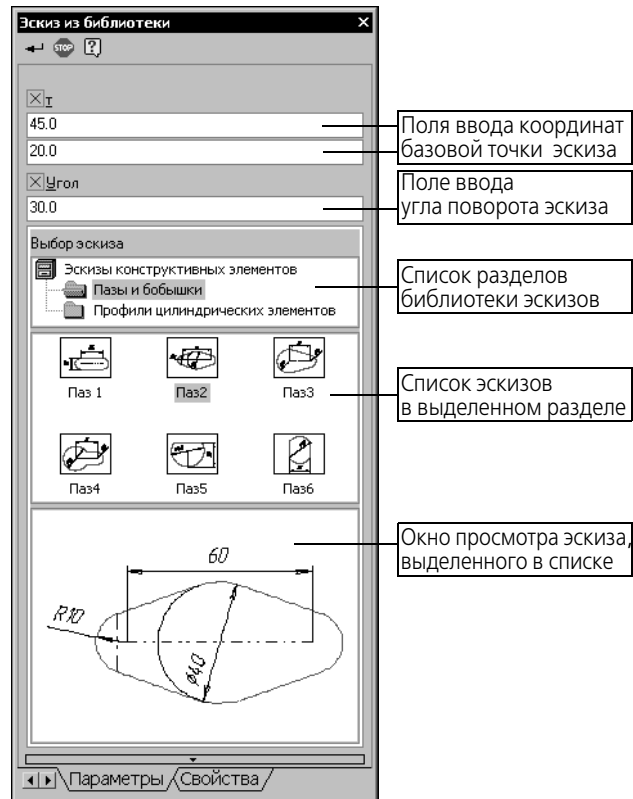 Эскиз из библиотеки
STOP
т
45.0
20.0
Поля ввода координат
базовой точки эскиза
Угол
30.0
Поле ввода
угла поворота эскиза
Выбор эскиза
Эскизы конструктивных элементов
Пазы и бобышки
Профили цилиндрических элементов
Список разделов
библиотеки эскизов
Паз 1
Паз2
Паз3
Список эскизов
в выделенном разделе
Паз4
Паз5
Паз6
Окно просмотра эскиза,
выделенного в списке
60
R10
ø40
Параметры
Свойства